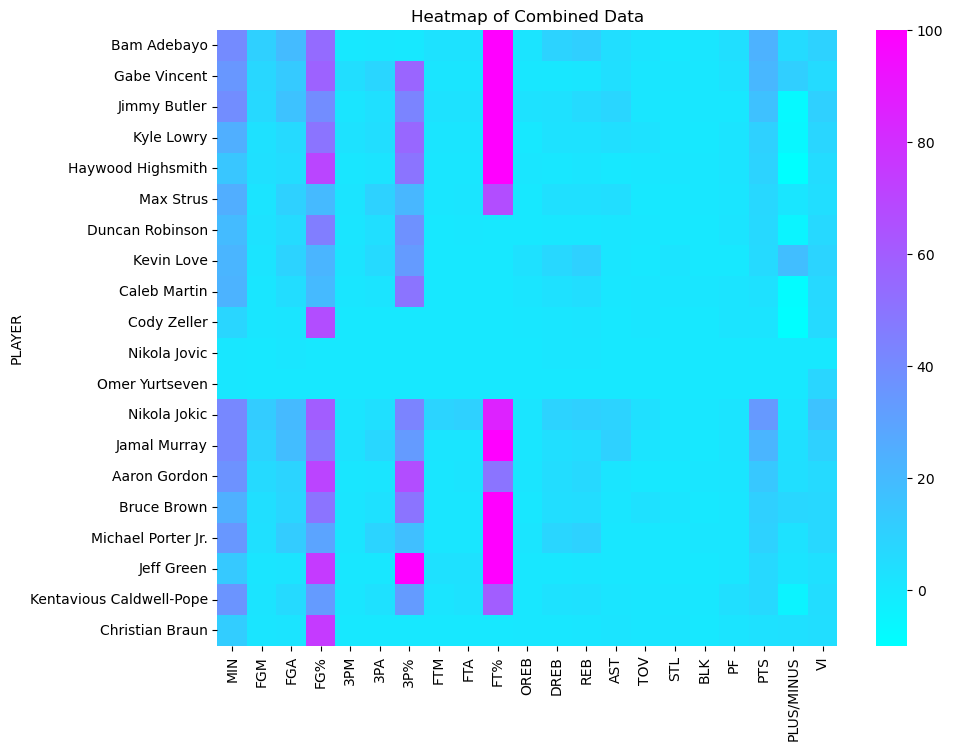 Heatmap of Combined Data
PLAYER
Bam Adebayo
Gabe Vincent
Jimmy Butler
Kyle Lowry
Haywood Highsmith
Max Strus
Duncan Robinson
Kevin Love
Caleb Martin
Cody Zeller
Nikola Jovic
Omer Yurtseven
Nikola Jokic
Jamal Murray
Aaron Gordon
Bruce Brown
Michael Porter Jr.
Jeff Green
Kentavious Caldwell-Pope
Christian Braun
MIN
FGM
FGA
FG%
3PM
3PA
3P%
FTM
FTA
FT%
OREB
DREB
REB
AST
TOV
STL
BLK
PF
PTS
PLUS/MINUS
VI
100
80
60
40
20
0